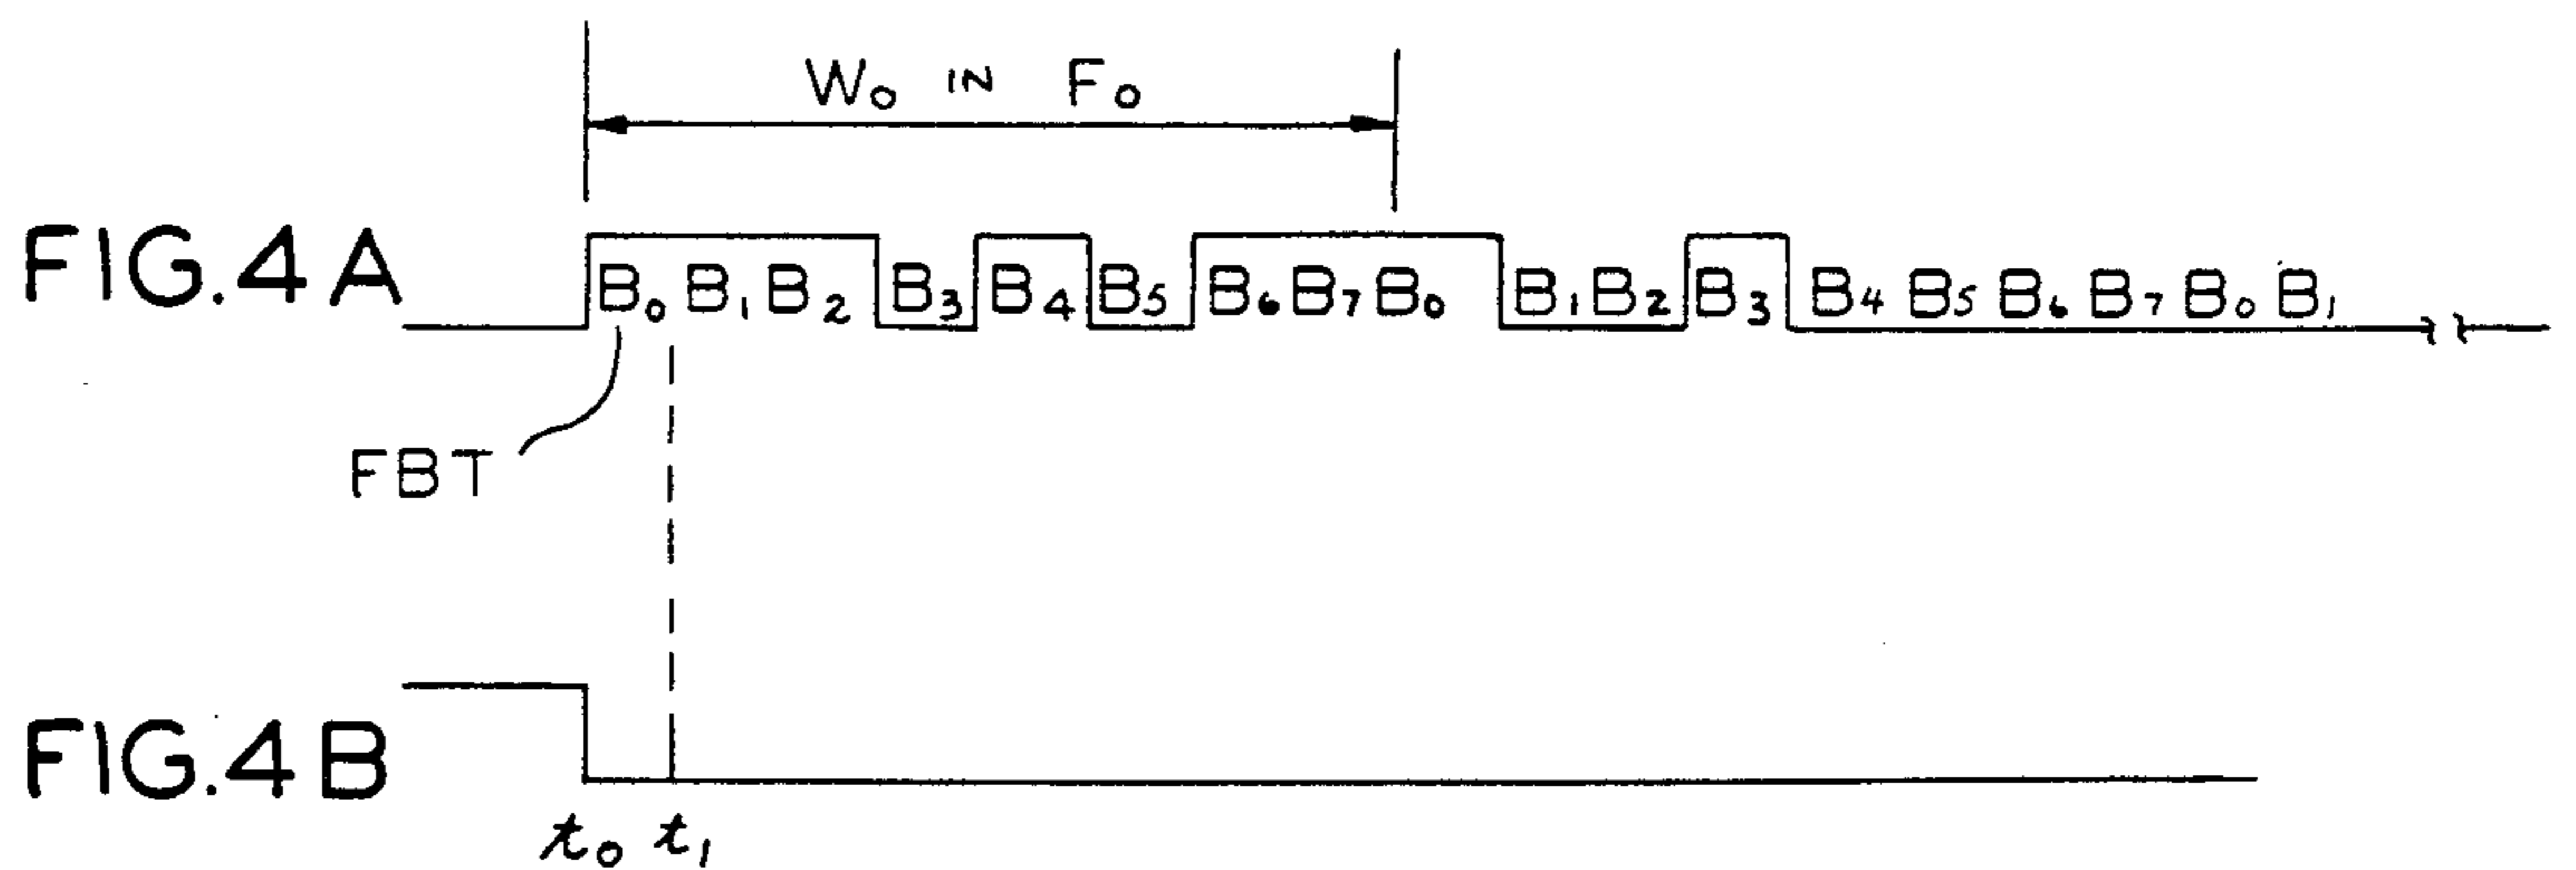 W₀ IN F₀
FIG.4A
B₀ B₁ B₂ B₃ B₄ B₅ B₆ B₇ B₀ B₁ B₂ B₃ B₄ B₅ B₆ B₇ B₀ B₁
FBT
FIG.4B
t₀ t₁